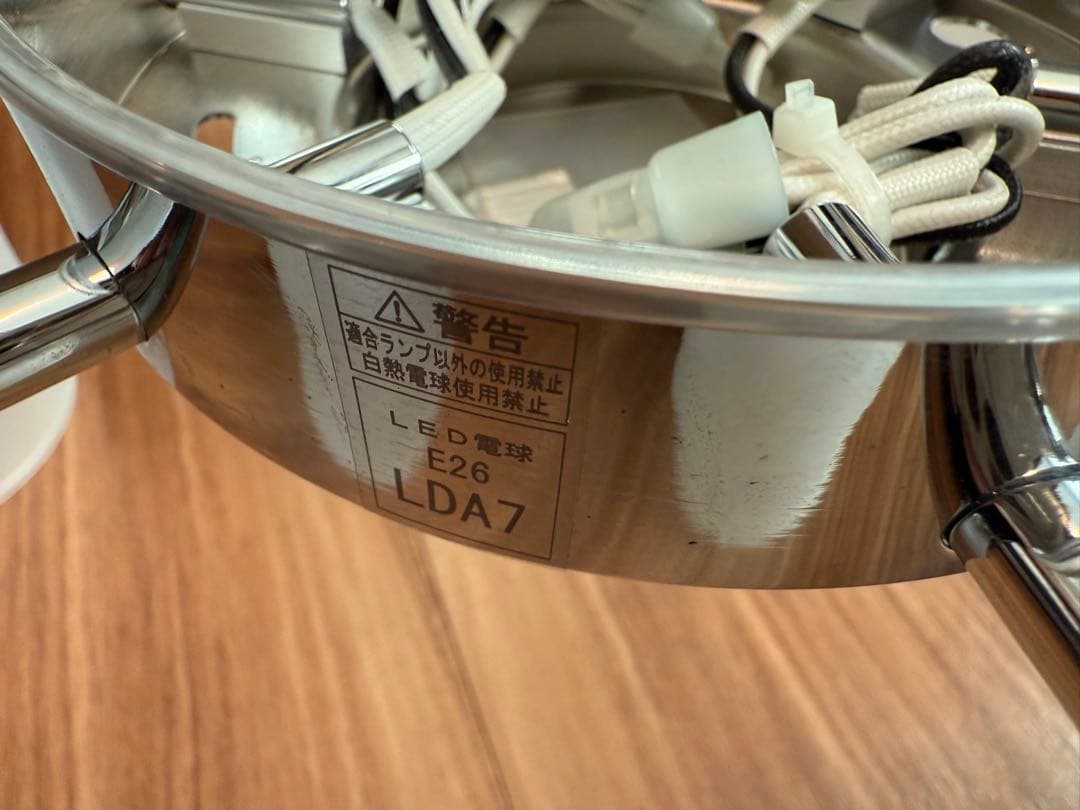 警告
適合ランプ以外の使用禁止
白熱電球使用禁止
LED電球
E26
LDA7